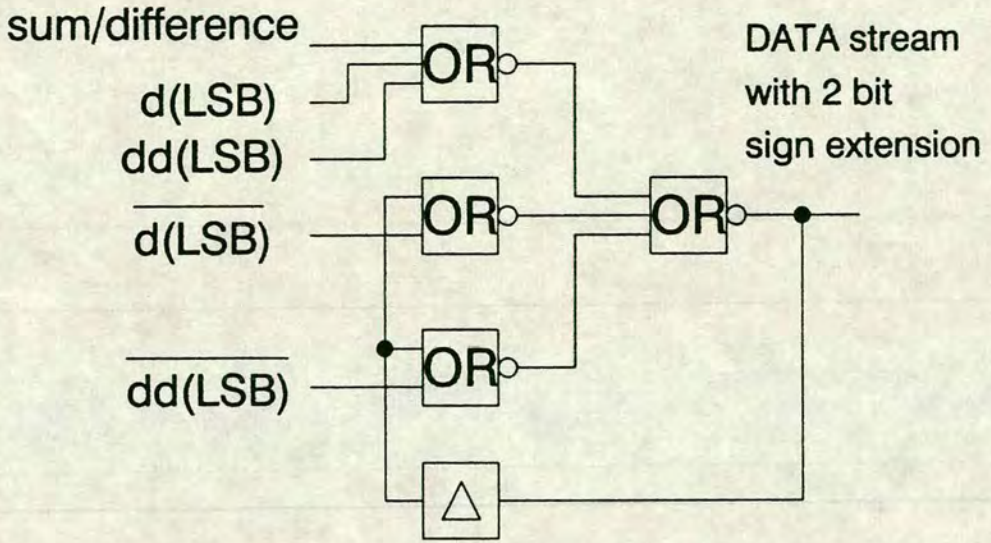 sum/difference
d(LSB)
dd(LSB)
d(LSB)
dd(LSB)
OR
OR
OR
Δ
OR
DATA stream
with 2 bit
sign extension